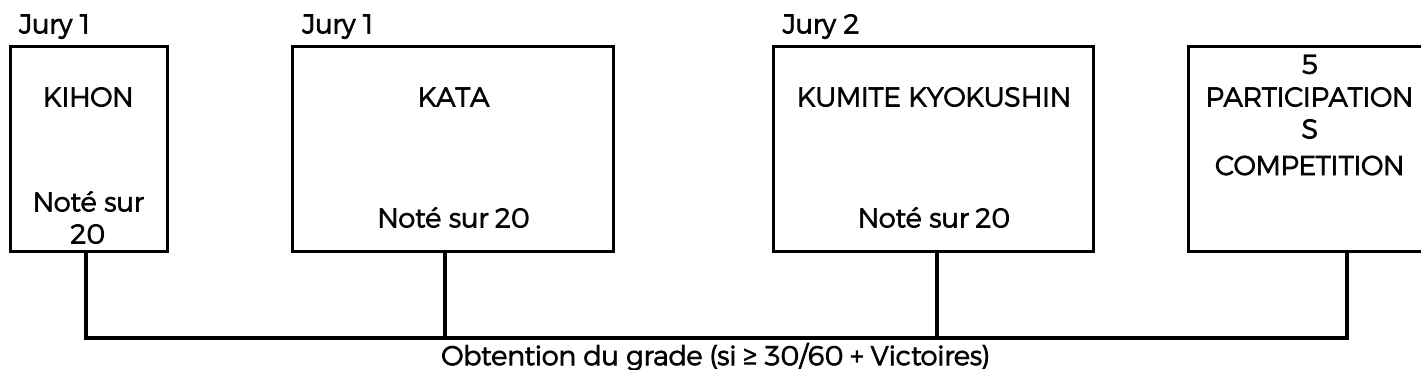 Jury 1
KIHON
Noté sur
20
Jury 1
KATA
Noté sur 20
Jury 2
KUMITE KYOKUSHIN
Noté sur 20
5
PARTICIPATION
S
COMPETITION
Obtention du grade (si ≥ 30/60 + Victoires)